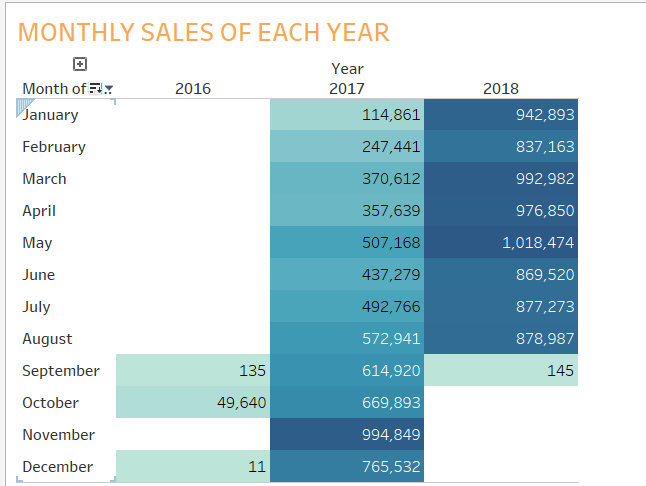 MONTHLY SALES OF EACH YEAR
Year
Month of .. 2016 2017 2018
January 114,861 942,893
February 247,441 837,163
March 370,612 992,982
April 357,639 976,850
May 507,168 1,018,474
June 437,279 869,520
July 492,766 877,273
August 572,941 878,987
September 135 614,920 145
October 49,640 669,893
November 994,849
December 11 765,532